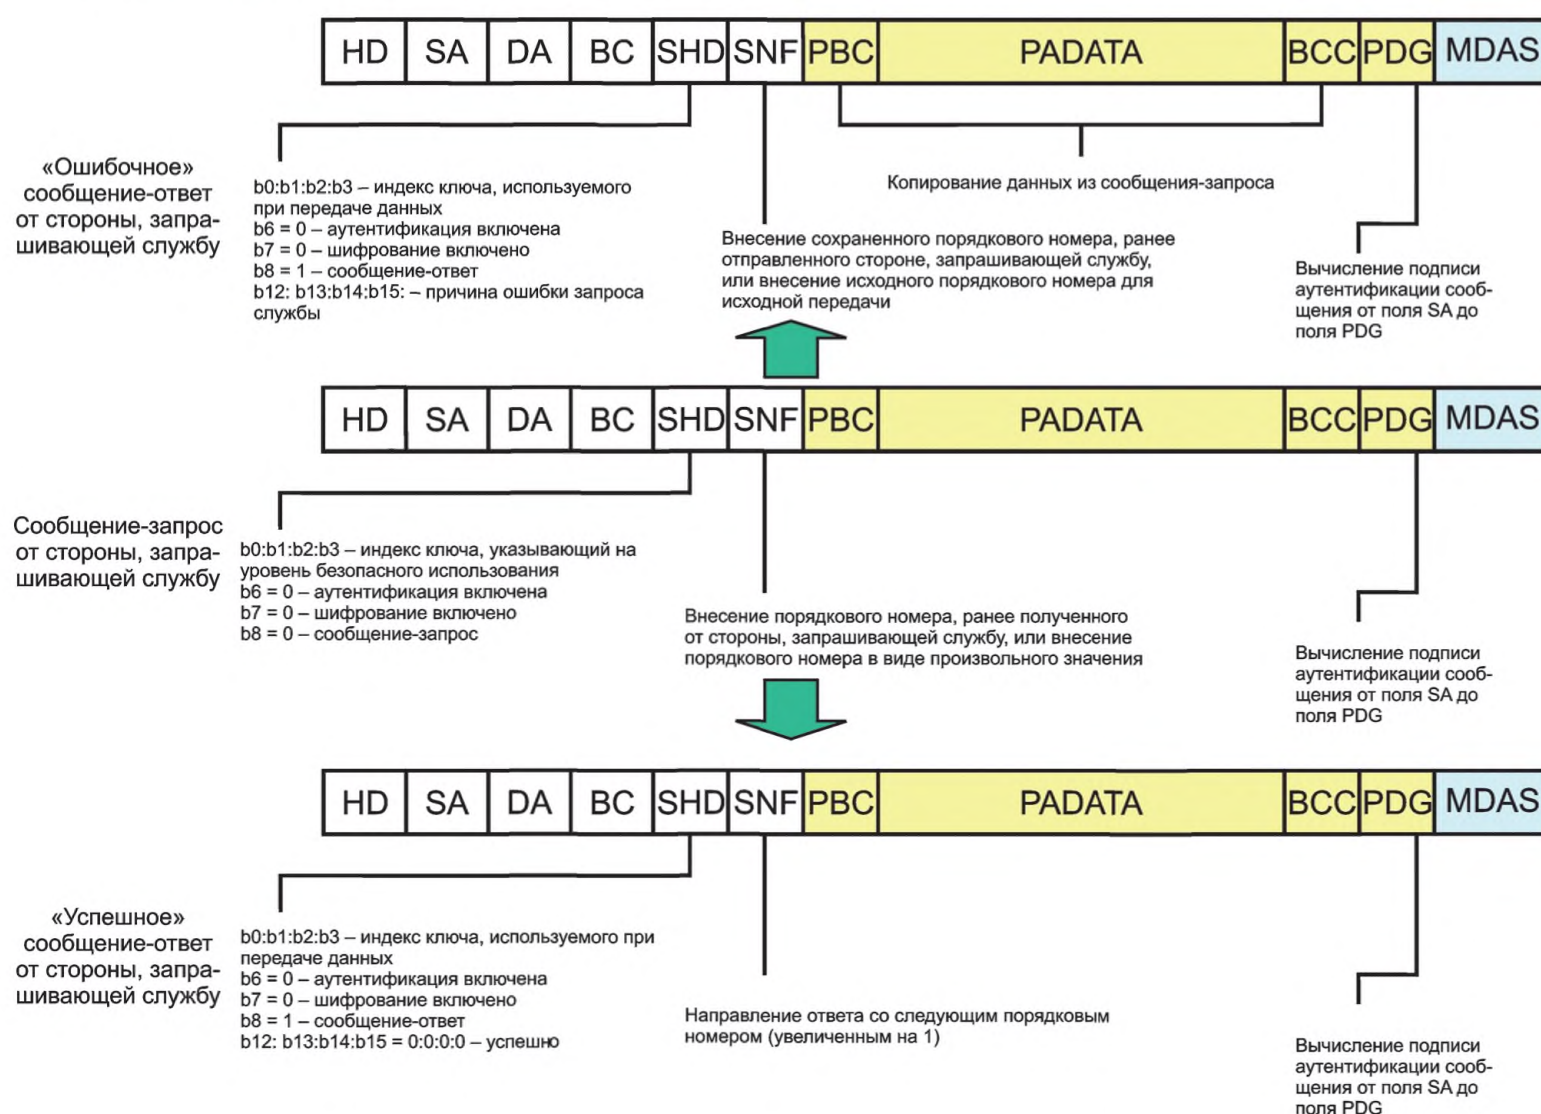 HD SA DA BC SHD SNF PBC PADATA BCC PDG MDAS
«Ошибочное»
сообщение-ответ
от стороны, запра-
шивающей службу
b0:b1:b2:b3 – индекс ключа, используемого
при передаче данных
b6 = 0 – аутентификация включена
b7 = 0 – шифрование включено
b8 = 1 – сообщение-ответ
b12: b13:b14:b15: – причина ошибки запроса
службы
Копирование данных из сообщения-запроса
Внесение сохраненного порядкового номера, ранее
отправленного стороне, запрашивающей службу,
или внесение исходного порядкового номера для
исходной передачи
Вычисление подписи
аутентификации сооб-
щения от поля SA до
поля PDG
HD SA DA BC SHD SNF PBC PADATA BCC PDG MDAS
Сообщение-запрос
от стороны, запра-
шивающей службу
b0:b1:b2:b3 – индекс ключа, указывающий на
уровень безопасного использования
b6 = 0 – аутентификация включена
b7 = 0 – шифрование включено
b8 = 0 – сообщение-запрос
Внесение порядкового номера, ранее полученного
от стороны, запрашивающей службу, или внесение
порядкового номера в виде произвольного значения
Вычисление подписи
аутентификации сооб-
щения от поля SA до
поля PDG
HD SA DA BC SHD SNF PBC PADATA BCC PDG MDAS
«Успешное»
сообщение-ответ
от стороны, запра-
шивающей службу
b0:b1:b2:b3 – индекс ключа, используемого при
передаче данных
b6 = 0 – аутентификация включена
b7 = 0 – шифрование включено
b8 = 1 – сообщение-ответ
b12: b13:b14:b15 = 0:0:0:0 – успешно
Направление ответа со следующим порядковым
номером (увеличенным на 1)
Вычисление подписи
аутентификации сооб-
щения от поля SA до
поля PDG